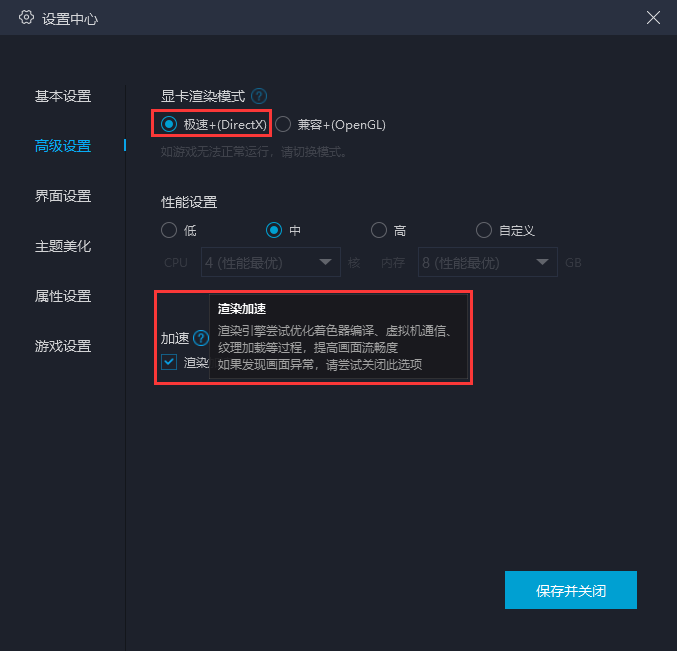 设置中心
基本设置
高级设置
界面设置
主题美化
属性设置
游戏设置
显卡渲染模式 ?
极速+(DirectX) 兼容+(OpenGL)
如游戏无法正常运行，请切换模式。
性能设置
低 中 高 自定义
CPU 4 (性能最优) 核 内存 8 (性能最优) GB
加速 ?
渲染
渲染加速
渲染引擎尝试优化着色器编译、虚拟机通信、
纹理加载等过程，提高画面流畅度
如果发现画面异常，请尝试关闭此选项
保存并关闭